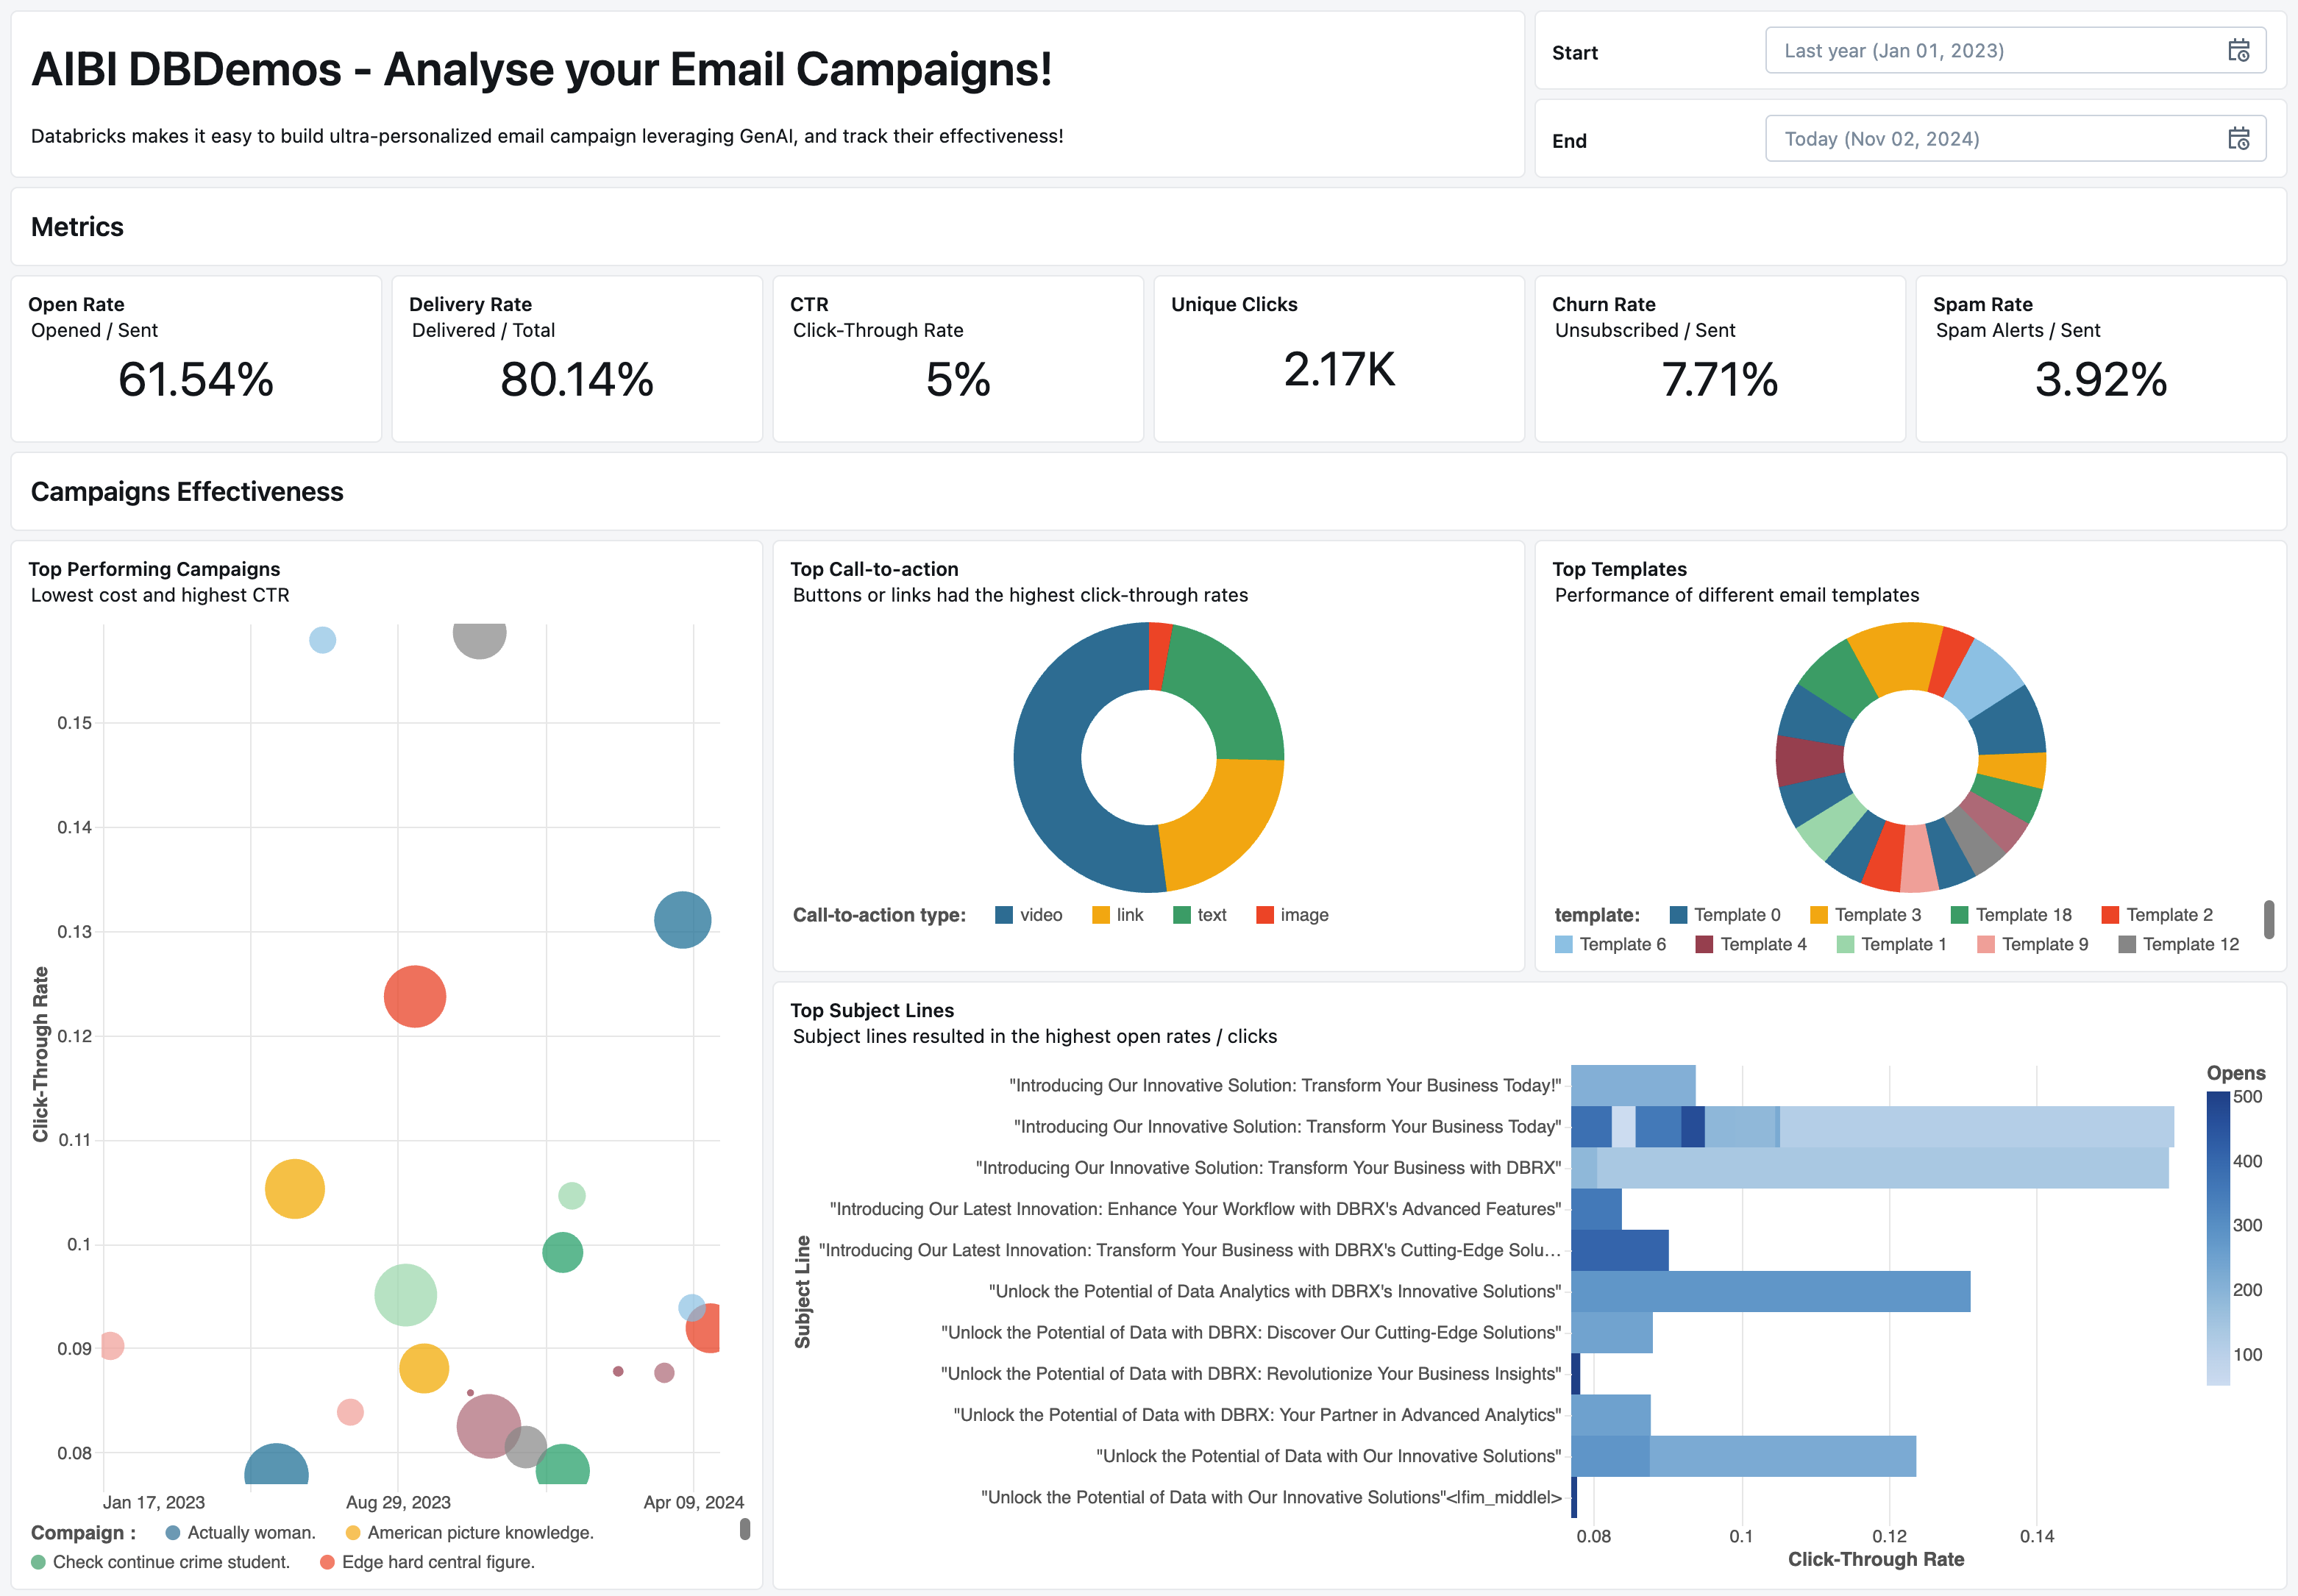 AIBI DBDemos - Analyse your Email Campaigns!
Databricks makes it easy to build ultra-personalized email campaign leveraging GenAI, and track their effectiveness!
Start
Last year (Jan 01, 2023)
End
Today (Nov 02, 2024)
Metrics
Open Rate
Opened / Sent
61.54%
Delivery Rate
Delivered / Total
80.14%
CTR
Click-Through Rate
5%
Unique Clicks
2.17K
Churn Rate
Unsubscribed / Sent
7.71%
Spam Rate
Spam Alerts / Sent
3.92%
Campaigns Effectiveness
Top Performing Campaigns
Lowest cost and highest CTR
Click-Through Rate
0.15
0.14
0.13
0.12
0.11
0.1
0.09
0.08
Jan 17, 2023
Aug 29, 2023
Apr 09, 2024
Compaign :
Actually woman.
American picture knowledge.
Check continue crime student.
Edge hard central figure.
Top Call-to-action
Buttons or links had the highest click-through rates
Call-to-action type:
video
link
text
image
Top Templates
Performance of different email templates
template:
Template 0
Template 3
Template 18
Template 2
Template 6
Template 4
Template 1
Template 9
Template 12
Top Subject Lines
Subject lines resulted in the highest open rates / clicks
Subject Line
"Introducing Our Innovative Solution: Transform Your Business Today!"
"Introducing Our Innovative Solution: Transform Your Business Today"
"Introducing Our Innovative Solution: Transform Your Business with DBRX"
"Introducing Our Latest Innovation: Enhance Your Workflow with DBRX's Advanced Features"
"Introducing Our Latest Innovation: Transform Your Business with DBRX's Cutting-Edge Solu…
"Unlock the Potential of Data Analytics with DBRX's Innovative Solutions"
"Unlock the Potential of Data with DBRX: Discover Our Cutting-Edge Solutions"
"Unlock the Potential of Data with DBRX: Revolutionize Your Business Insights"
"Unlock the Potential of Data with DBRX: Your Partner in Advanced Analytics"
"Unlock the Potential of Data with Our Innovative Solutions"
"Unlock the Potential of Data with Our Innovative Solutions"<|fim_middle|>
0.08
0.1
0.12
0.14
Click-Through Rate
Opens
500
400
300
200
100